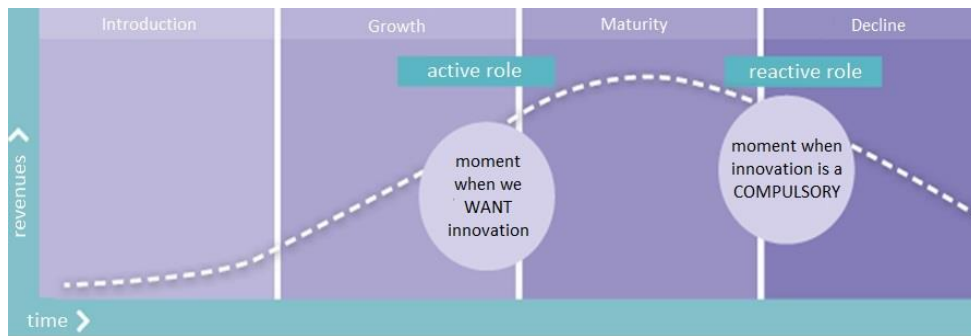 Introduction
Growth
Maturity
Decline
active role
reactive role
moment
when we
WANT
innovation
moment when
innovation is a
COMPULSORY
revenues
time